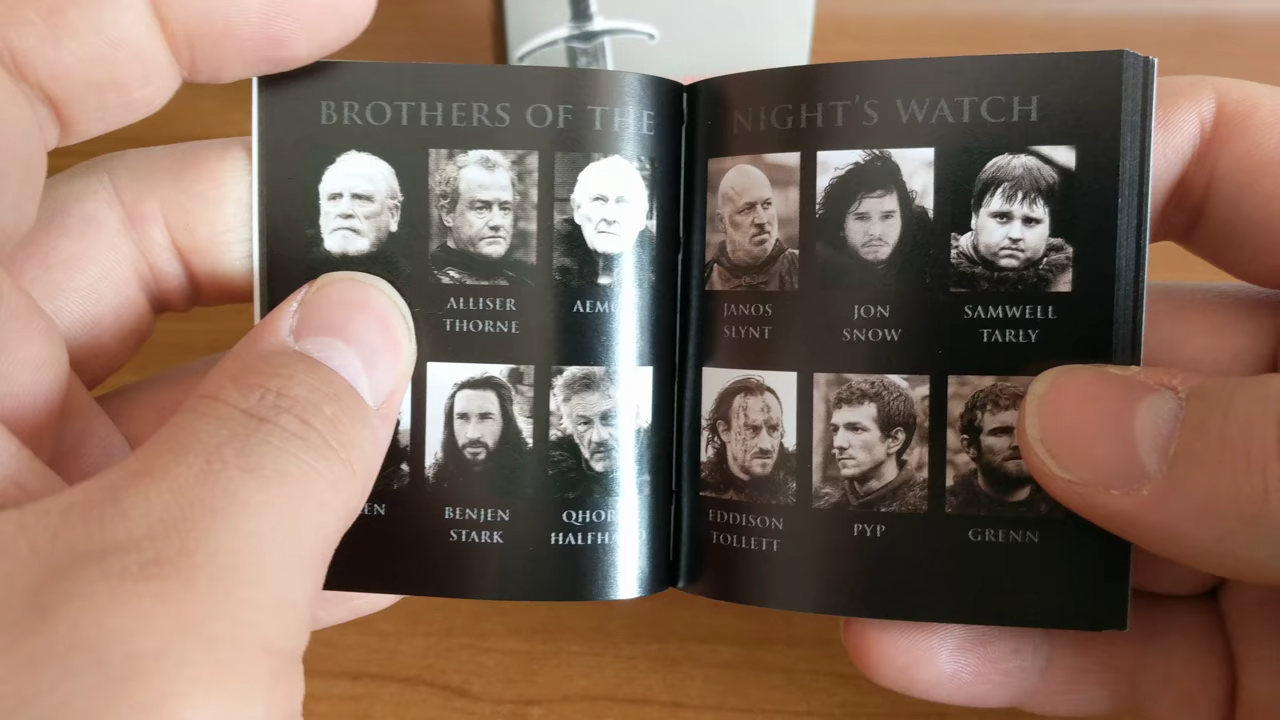 BROTHERS OF THE NIGHT'S WATCH
ALLISER
THORNE
JANOS
SLYNT
JON
SNOW
SAMWELL
TARLY
BENJEN
STARK
EDDISON
TOLLETT
PYP
GRENN